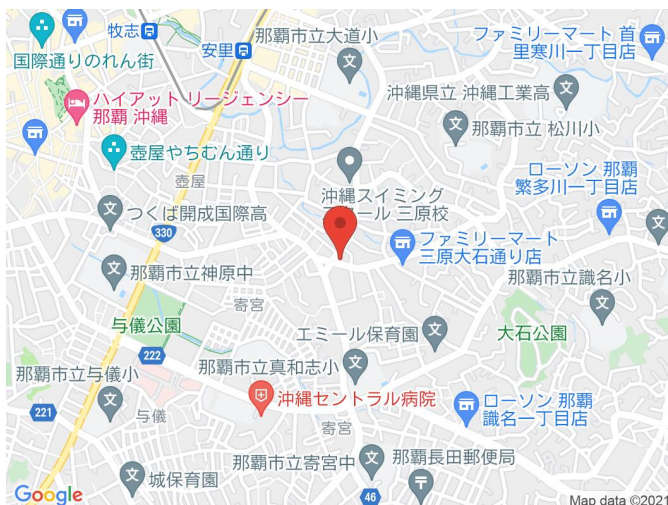 牧志
安里
那覇市立大道小
ファミリーマート 首
里寒川一丁目店
国際通りのれん街
ハイアット リージェンシー
那覇 沖縄
沖縄県立 沖縄工業高
那覇市立 松川小
壺屋やちむん通り
壺屋
沖縄スイミング
スクール 三原校
ローソン 那覇
繁多川一丁目店
つくば開成国際高
330
ファミリーマート
三原大石通り店
那覇市立神原中
寄宮
那覇市立識名小
与儀公園
エミール保育園
大石公園
222
那覇市立与儀小
那覇市立真和志小
221
与儀
沖縄セントラル病院
ローソン 那覇
識名一丁目店
寄宮
那覇市立寄宮中
那覇長田郵便局
城保育園
46
Google
Map data ©2021